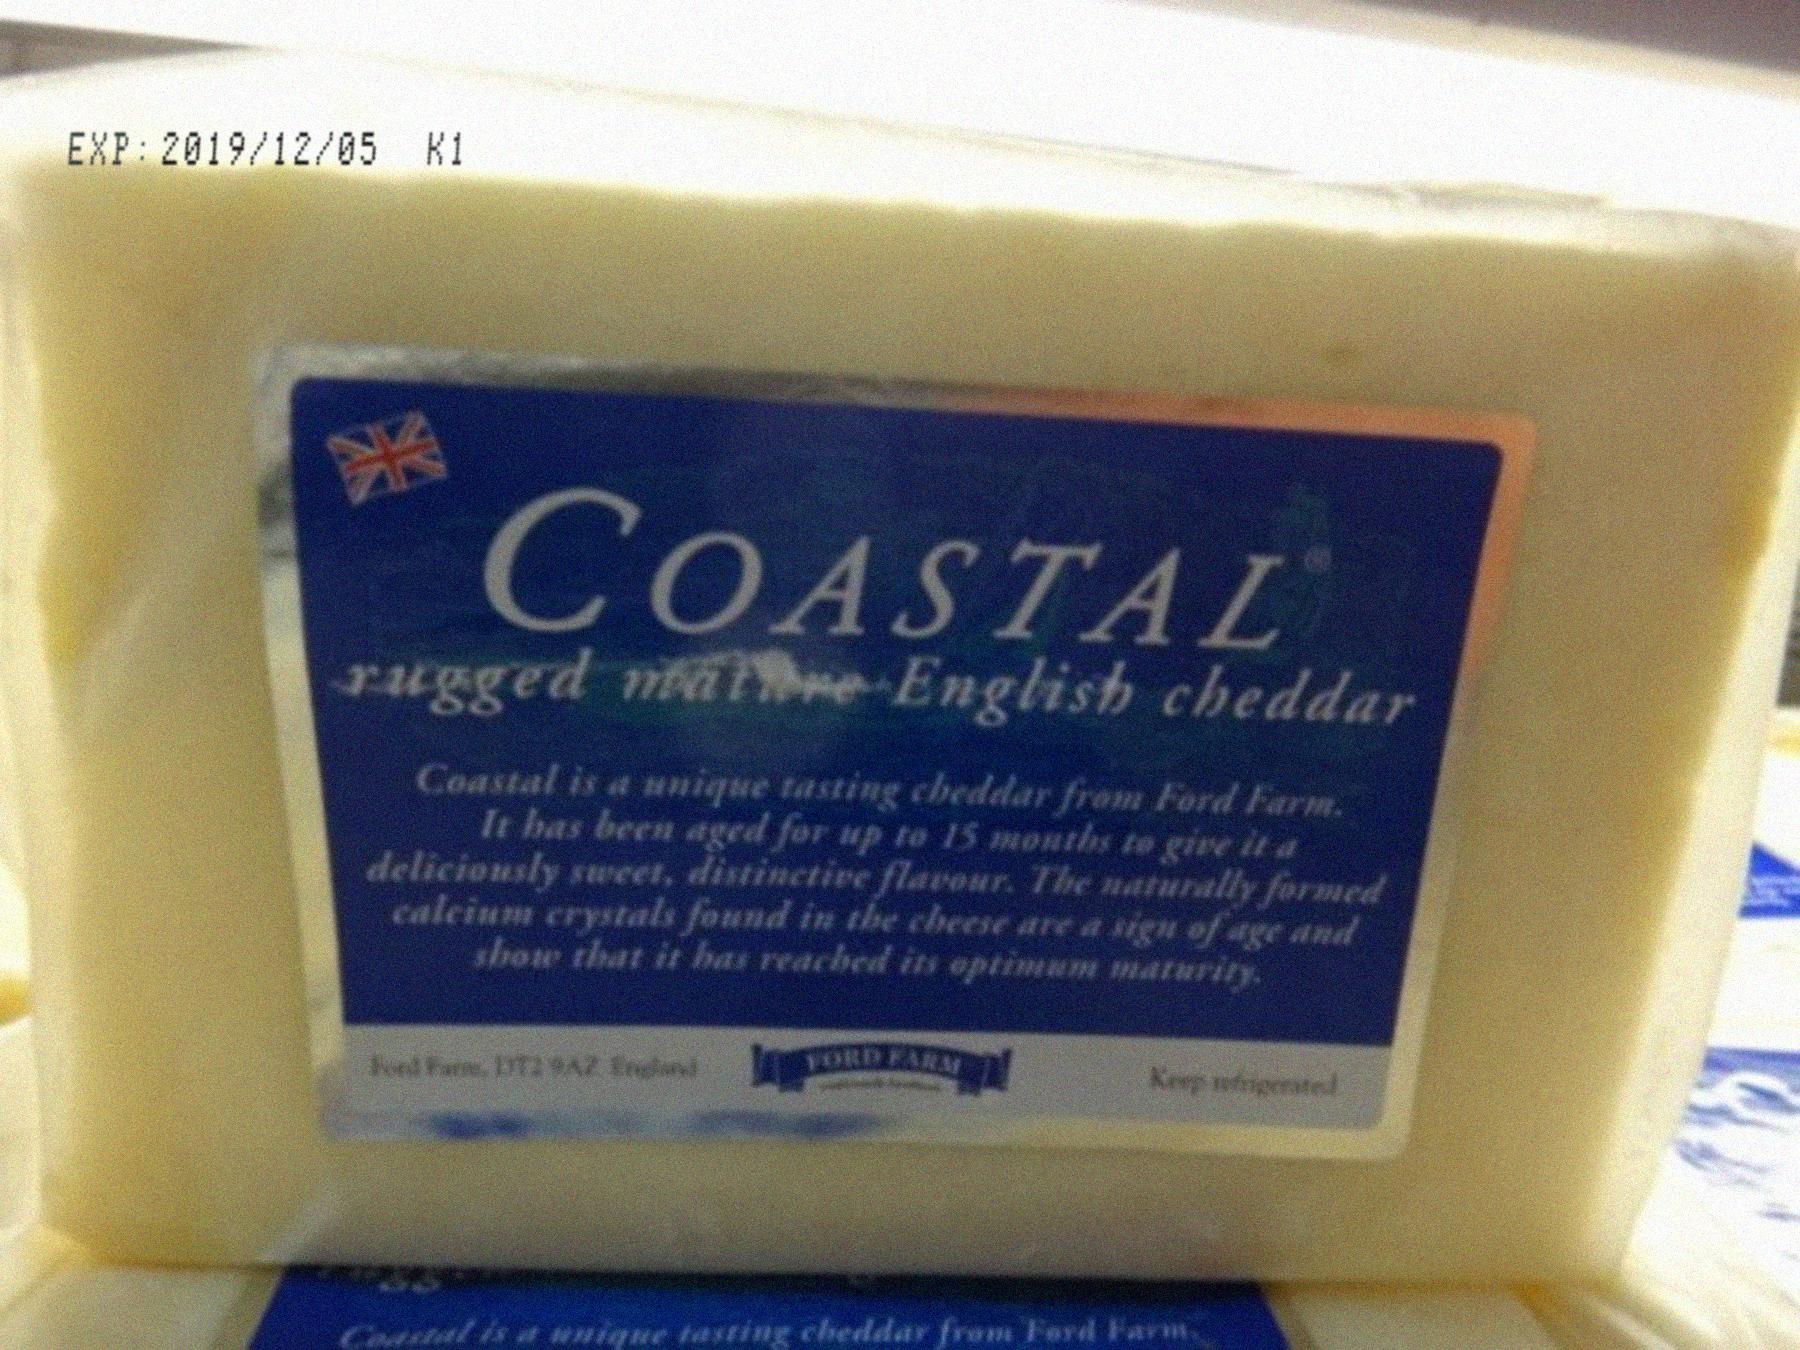 EXP: 2019/12/05 K1
COASTAL®
rugged mature English cheddar
Coastal is a unique tasting cheddar from Ford Farm.
It has been aged for up to 15 months to give it a
deliciously sweet, distinctive flavour. The naturally formed
calcium crystals found in the cheese are a sign of age and
show that it has reached its optimum maturity.
Ford Farm, DT2 9AZ England
FORD FARM
Keep refrigerated
Coastal is a unique tasting cheddar from Ford Farm.